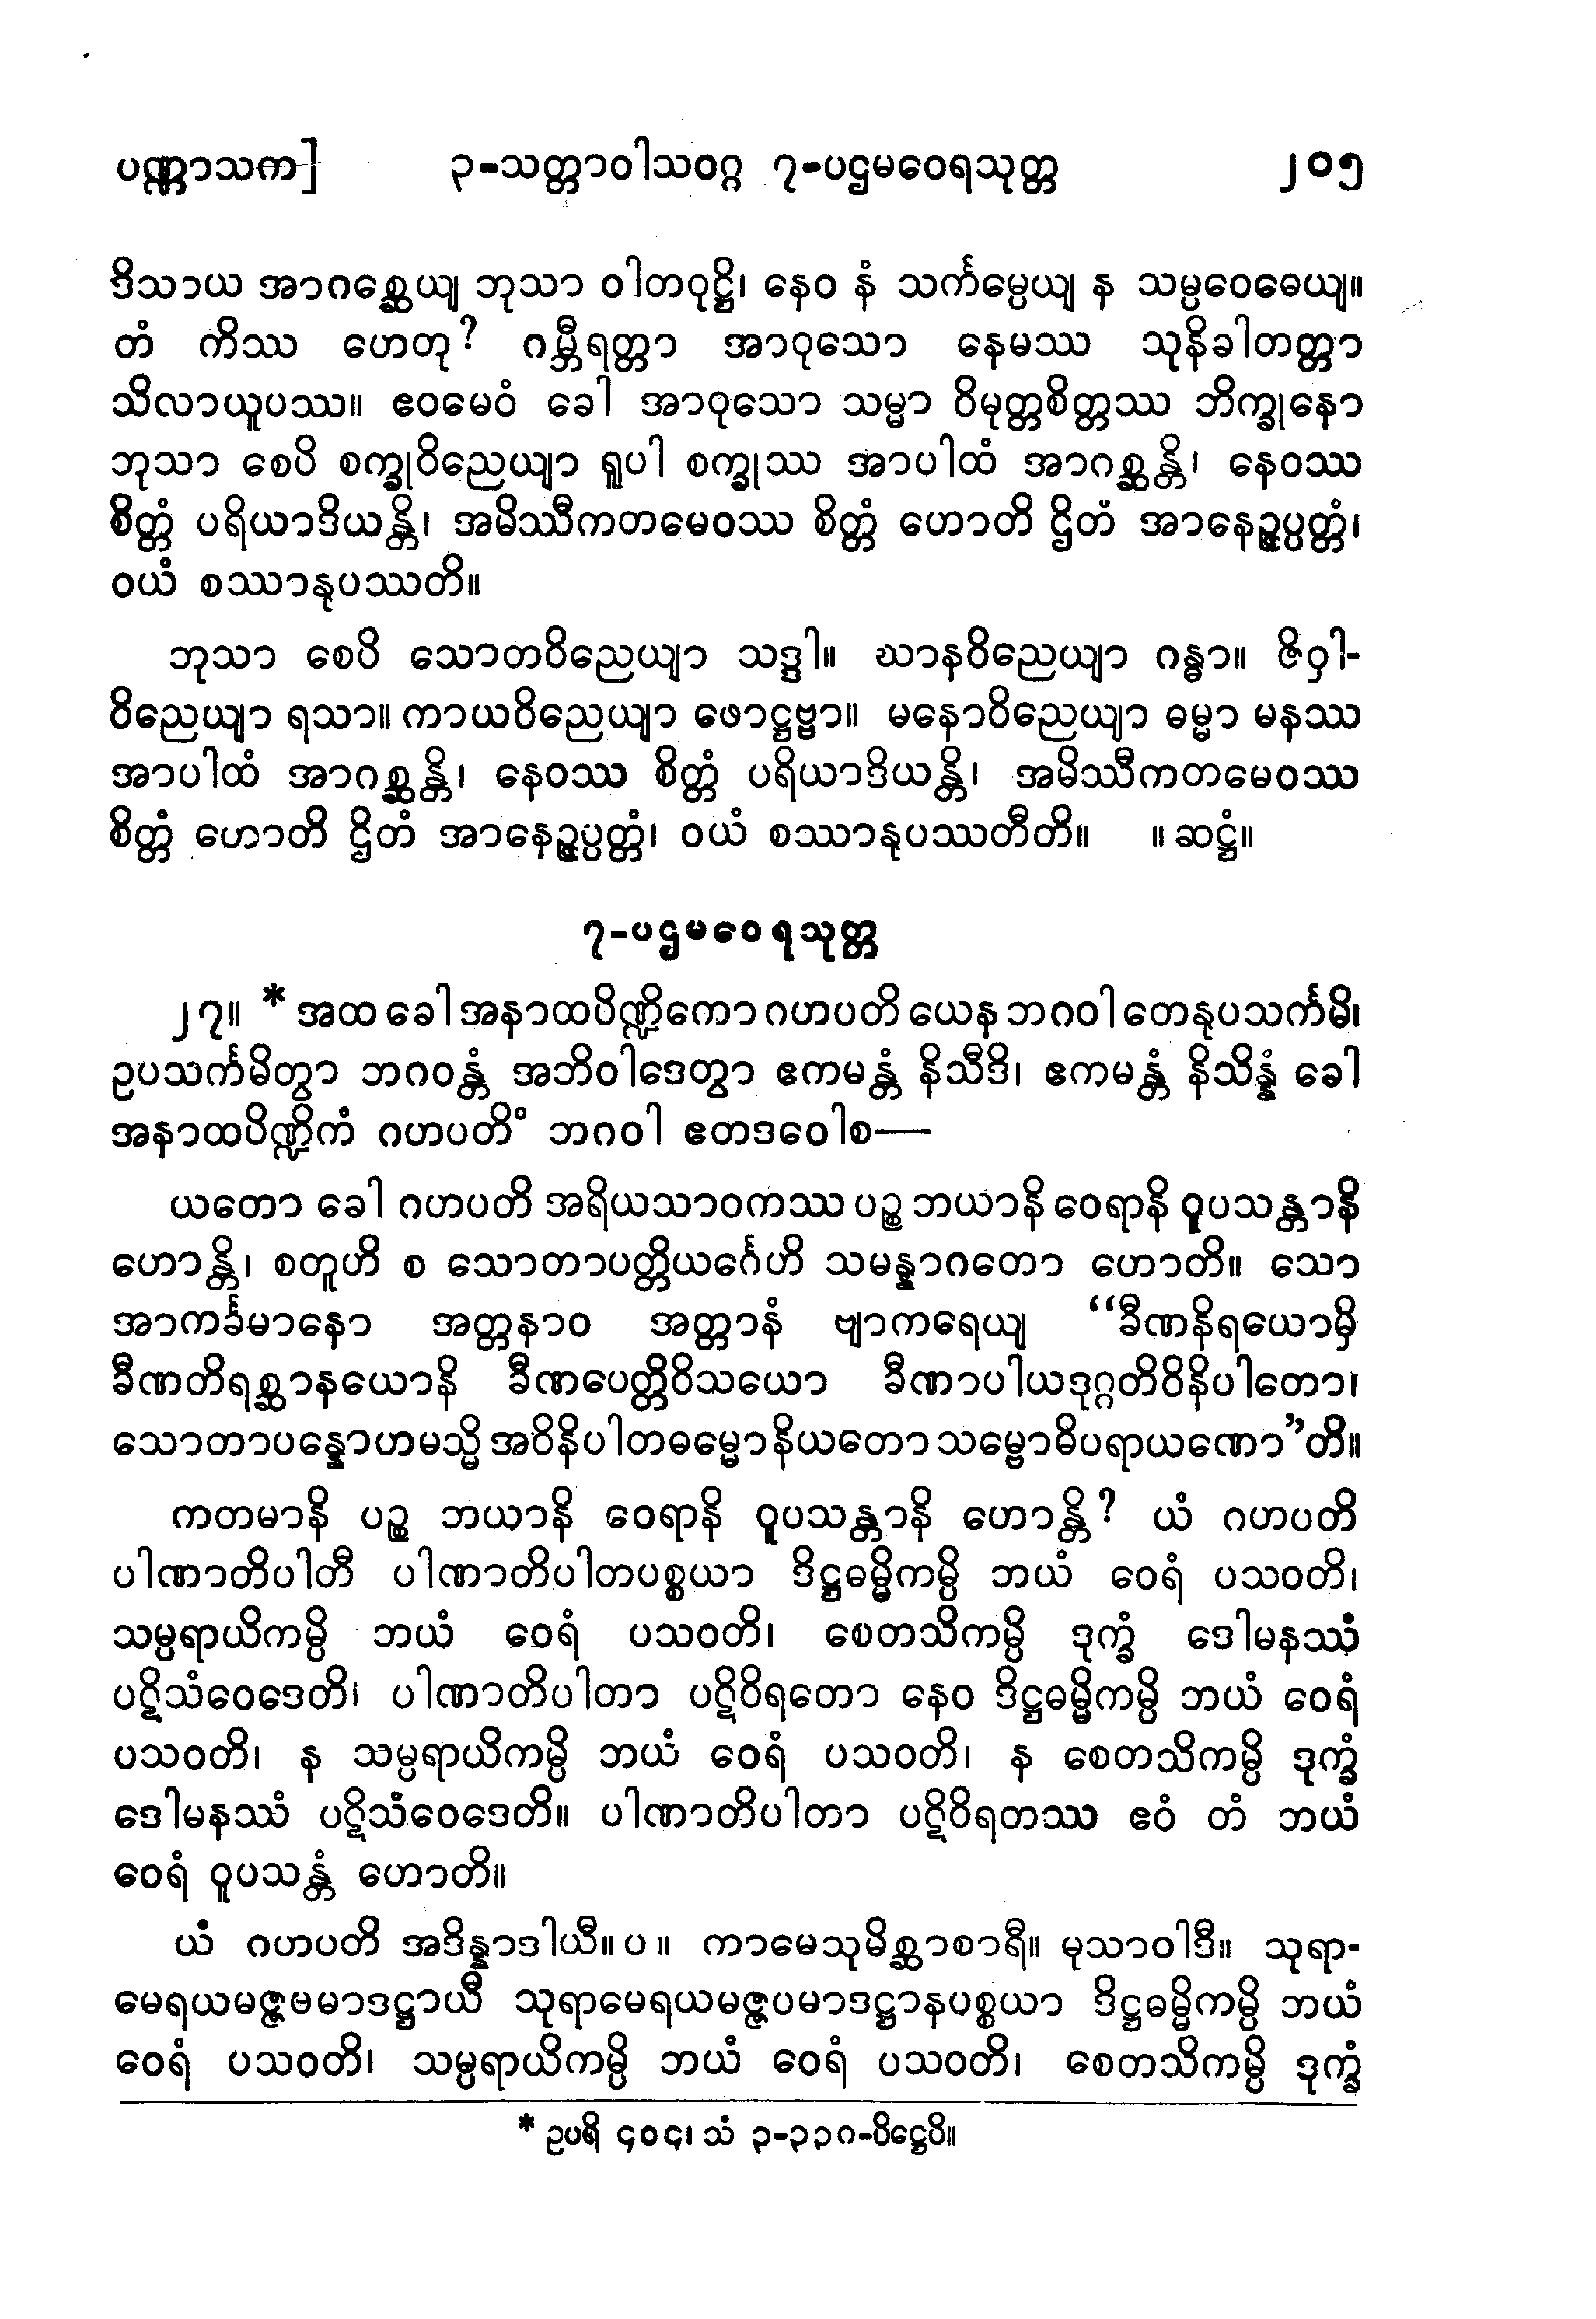 ပဏ္ဏာသက]	၃-သတ္တာဝါသဝဂ္ဂ ၇-ပဌမဝေရသုတ္တ	၂၀၅
ဒိသာယ အာဂစ္ဆေယျ ဘုသာ ဝါတဝုဋ္ဌိ၊ နေဝ နံ သင်္ကမ္ပေယျ န သမ္ပဝေဓေယျ။
တံ ကိဿ ဟေတု? ဂမ္ဘီရတ္တာ အာဝုသော နေမဿ သုနိခါတတ္တာ
သိလာယူပဿ။ ဧဝမေဝံ ခေါ အာဝုသော သမ္မာ ဝိမုတ္တစိတ္တဿ ဘိက္ခုနော
ဘုသာ စေပိ စက္ခုဝိညေယျာ ရူပါ စက္ခုဿ အာပါထံ အာဂစ္ဆန္တိ၊ နေဝဿ
စိတ္တံ ပရိယာဒိယန္တိ၊ အမိဿီကတမေဝဿ စိတ္တံ ဟောတိ ဌိတံ အာနေဉ္ဇပ္ပတ္တံ၊
ဝယံ စဿာနုပဿတိ။
ဘုသာ စေပိ သောတဝိညေယျာ သဒ္ဒါ။ ဃာနဝိညေယျာ ဂန္ဓာ။ ဇိဝှါ-
ဝိညေယျာ ရသာ။ ကာယဝိညေယျာ ဖောဋ္ဌဗ္ဗာ။ မနောဝိညေယျာ ဓမ္မာ မနဿ
အာပါထံ အာဂစ္ဆန္တိ၊ နေဝဿ စိတ္တံ ပရိယာဒိယန္တိ၊ အမိဿီကတမေဝဿ
စိတ္တံ ဟောတိ ဌိတံ အာနေဉ္ဇပ္ပတ္တံ၊ ဝယံ စဿာနုပဿတီတိ။ ။ ဆဋ္ဌံ။
၇-ပဌမဝေရသုတ္တ
၂၇။ * အထ ခေါ အနာထပိဏ္ဍိကော ဂဟပတိ ယေန ဘဂဝါ တေနုပသင်္ကမိ၊
ဥပသင်္ကမိတွာ ဘဂဝန္တံ အဘိဝါဒေတွာ ဧကမန္တံ နိသီဒိ၊ ဧကမန္တံ နိသိန္နံ ခေါ
အနာထပိဏ္ဍိကံ ဂဟပတိံ ဘဂဝါ ဧတဒဝေါစ—
ယတော ခေါ ဂဟပတိ အရိယသာဝကဿ ပဉ္စ ဘယာနိ ဝေရာနိ ဝူပသန္တာနိ
ဟောန္တိ၊ စတူဟိ စ သောတာပတ္တိယင်္ဂေဟိ သမန္နာဂတော ဟောတိ။ သော
အာကင်္ခမာနော အတ္တနာဝ အတ္တာနံ ဗျာကရေယျ “ခီဏနိရယောမှိ
ခီဏတိရစ္ဆာနယောနိ ခီဏပေတ္တိဝိသယော ခီဏာပါယဒုဂ္ဂတိဝိနိပါတော၊
သောတာပန္နောဟမသ္မိ အဝိနိပါတဓမ္မော နိယတော သမ္ဗောဓိပရာယဏော”တိ။
ကတမာနိ ပဉ္စ ဘယာနိ ဝေရာနိ ဝူပသန္တာနိ ဟောန္တိ? ယံ ဂဟပတိ
ပါဏာတိပါတီ ပါဏာတိပါတပစ္စယာ ဒိဋ္ဌဓမ္မိကမ္ပိ ဘယံ ဝေရံ ပသဝတိ၊
သမ္ပရာယိကမ္ပိ ဘယံ ဝေရံ ပသဝတိ၊ စေတသိကမ္ပိ ဒုက္ခံ ဒေါမနဿံ
ပဋိသံဝေဒေတိ၊ ပါဏာတိပါတာ ပဋိဝိရတော နေဝ ဒိဋ္ဌဓမ္မိကမ္ပိ ဘယံ ဝေရံ
ပသဝတိ၊ န သမ္ပရာယိကမ္ပိ ဘယံ ဝေရံ ပသဝတိ၊ န စေတသိကမ္ပိ ဒုက္ခံ
ဒေါမနဿံ ပဋိသံဝေဒေတိ။ ပါဏာတိပါတာ ပဋိဝိရတဿ ဧဝံ တံ ဘယံ
ဝေရံ ဝူပသန္တံ ဟောတိ။
ယံ ဂဟပတိ အဒိန္နာဒါယီ။ ပ ။ ကာမေသုမိစ္ဆာစာရီ။ မုသာဝါဒီ။ သုရာ-
မေရယမဇ္ဇဗမာဒဋ္ဌာယီ သုရာမေရယမဇ္ဇပမာဒဋ္ဌာနပစ္စယာ ဒိဋ္ဌဓမ္မိကမ္ပိ ဘယံ
ဝေရံ ပသဝတိ၊ သမ္ပရာယိကမ္ပိ ဘယံ ဝေရံ ပသဝတိ၊ စေတသိကမ္ပိ ဒုက္ခံ
* ဥပရိ ၄၀၄၊ သံ ၃-၃၃၈-ပိဋ္ဌေပိ။